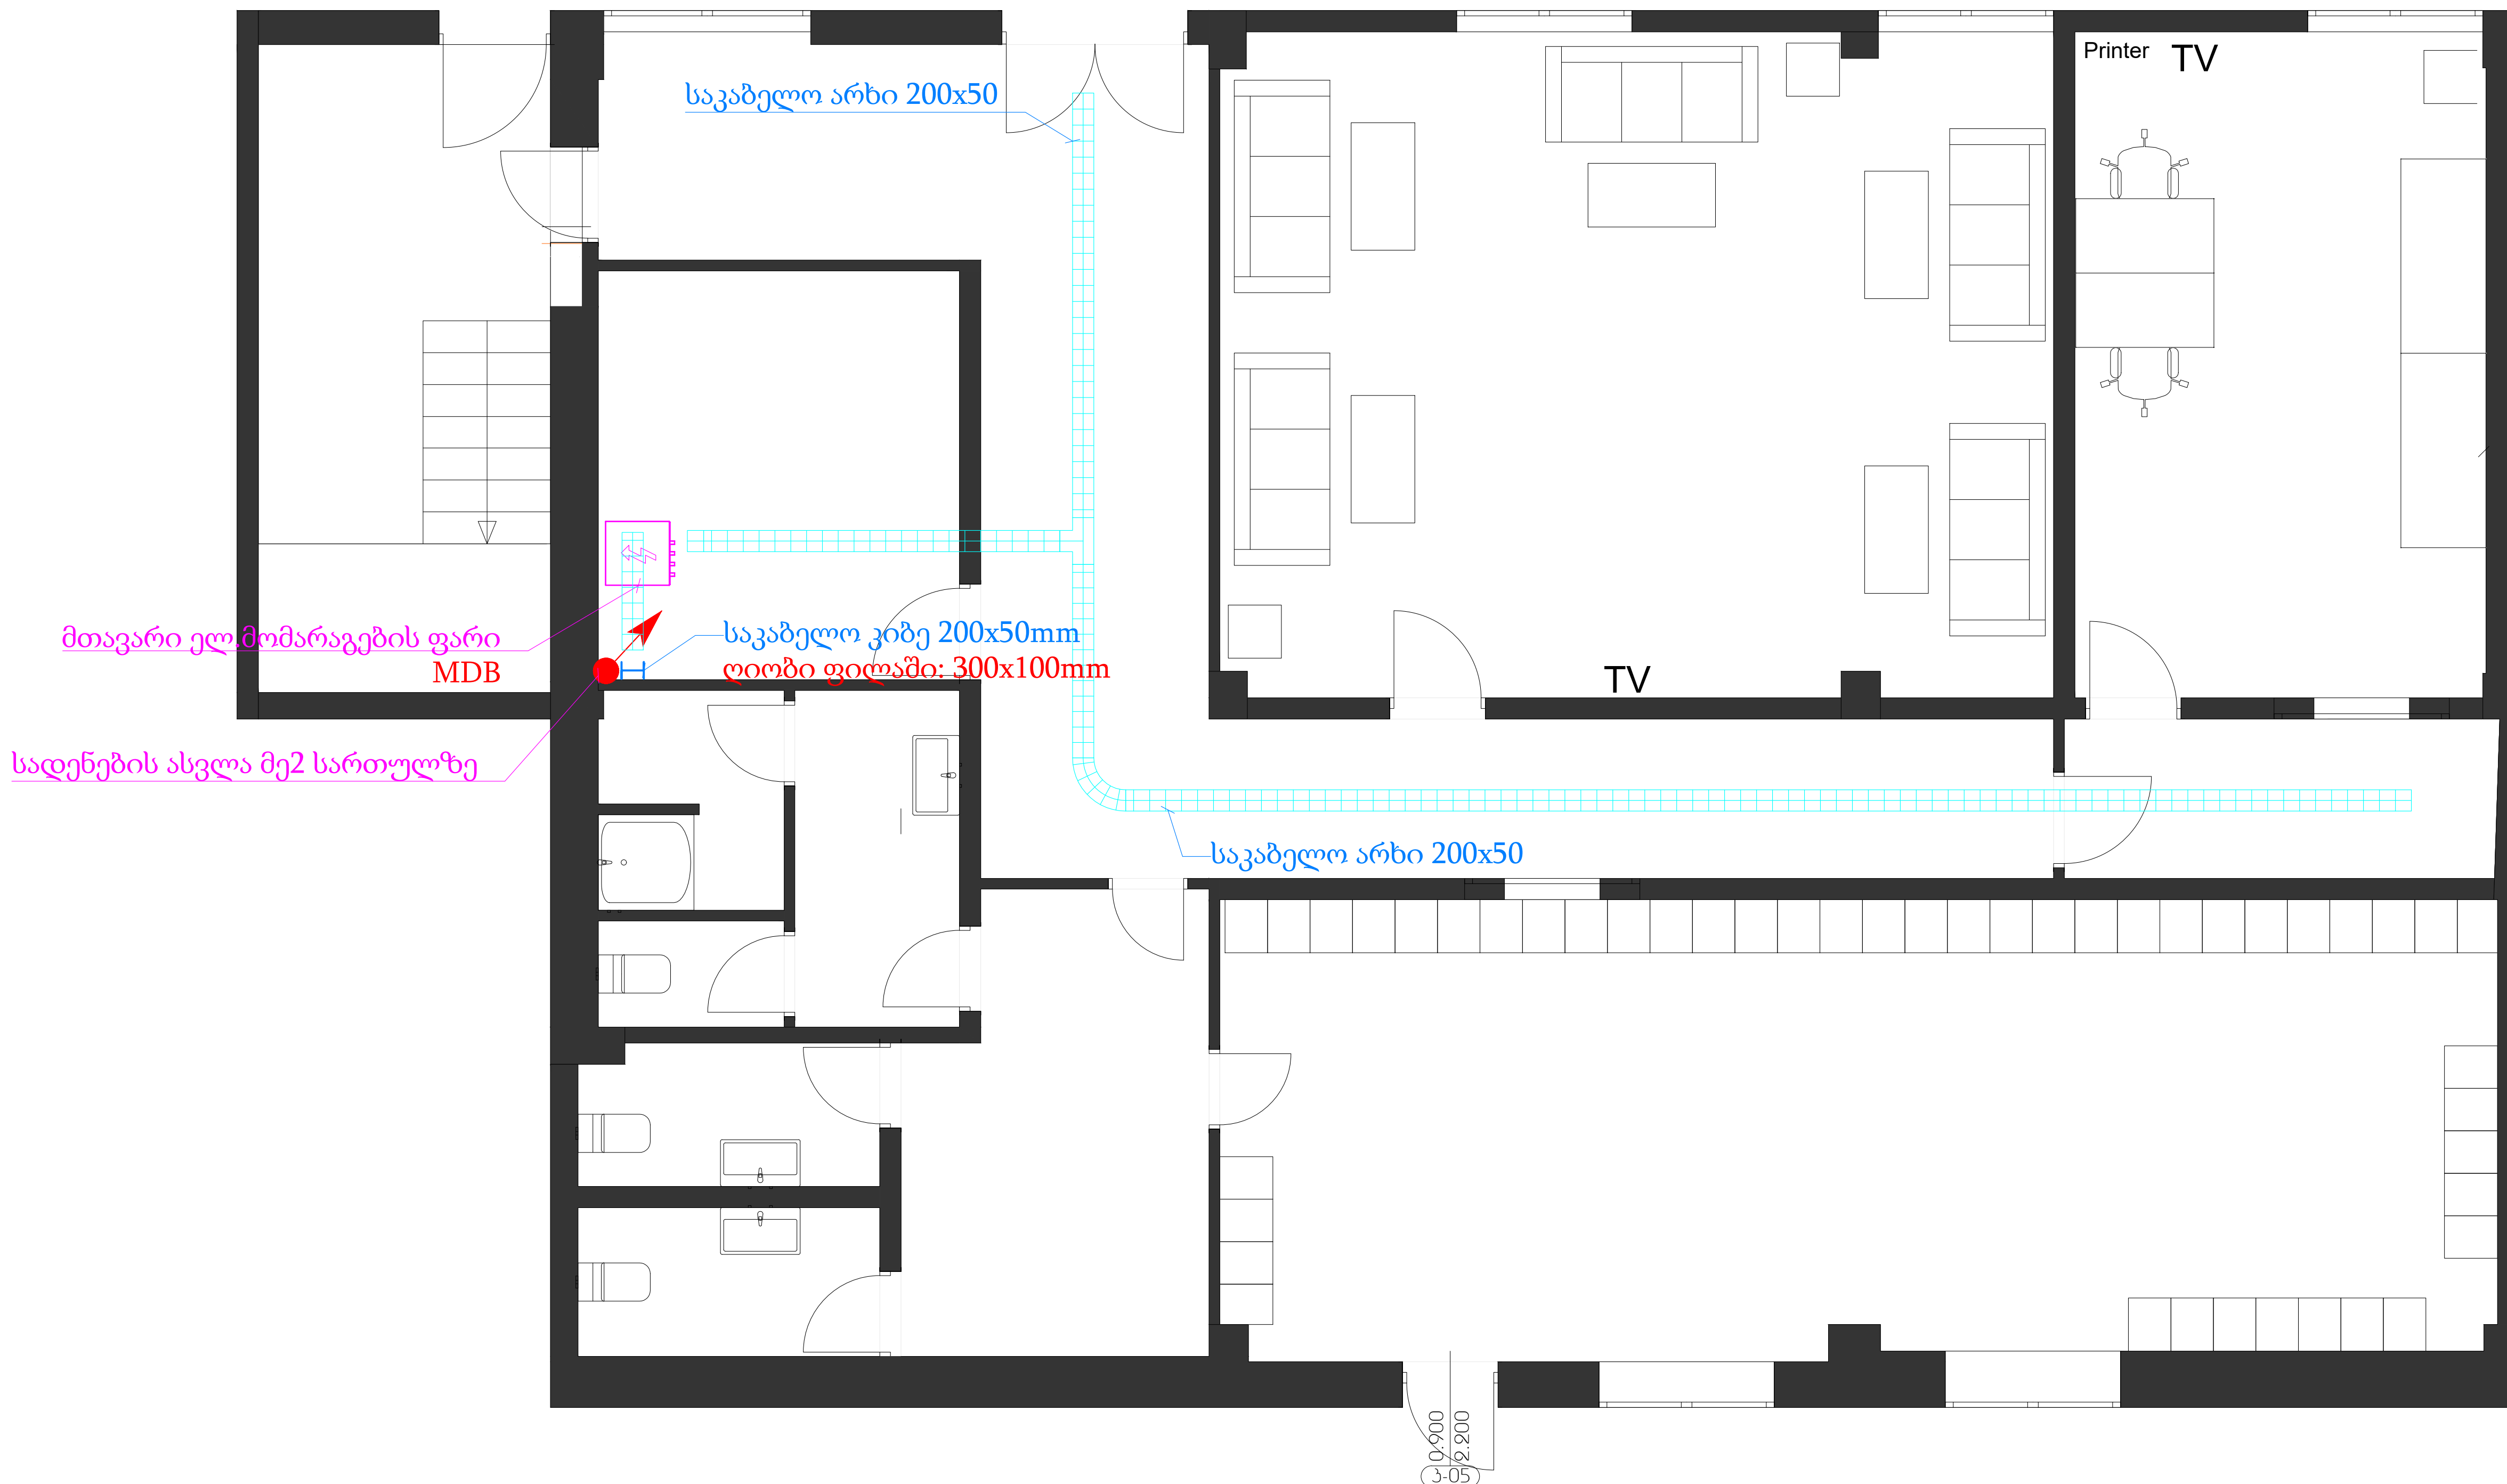 Printer TV
საკაბელო არხი 200x50
მთავარი ელ.მომარაგების ფარი
MDB
საკაბელო კიბე 200x50mm
ღიობი ფილაში: 300x100mm
TV
სადენების ასვლა მე2 სართულზე
საკაბელო არხი 200x50
0.900
2.200
კ-05